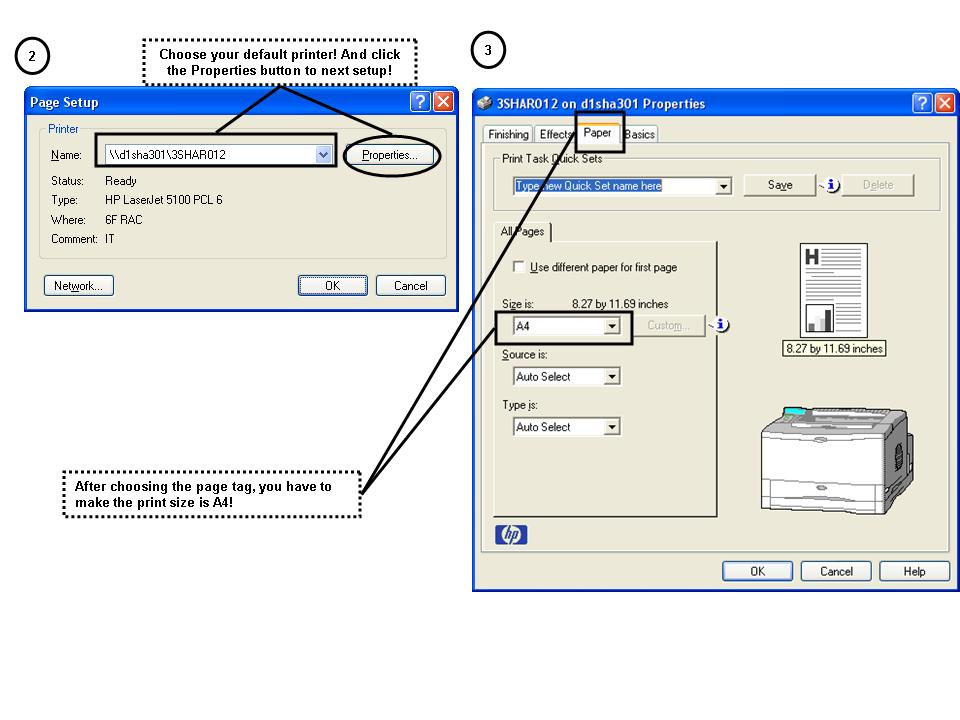 2
Choose your default printer! And click
the Properties button to next setup!
Page Setup
Printer
Name: \\d1sha301\3SHAR012 Properties...
Status: Ready
Type: HP LaserJet 5100 PCL 6
Where: 6F RAC
Comment: IT
Network... OK Cancel
3
3SHAR012 on d1sha301 Properties
Finishing Effects Paper Basics
Print Task Quick Sets
Type new Quick Set name here Save Delete
All Pages
Use different paper for first page
Size is: 8.27 by 11.69 inches
A4 Custom...
Source is:
Auto Select
Type is:
Auto Select
H
8.27 by 11.69 inches
After choosing the page tag, you have to
make the print size is A4!
hp
OK Cancel Help